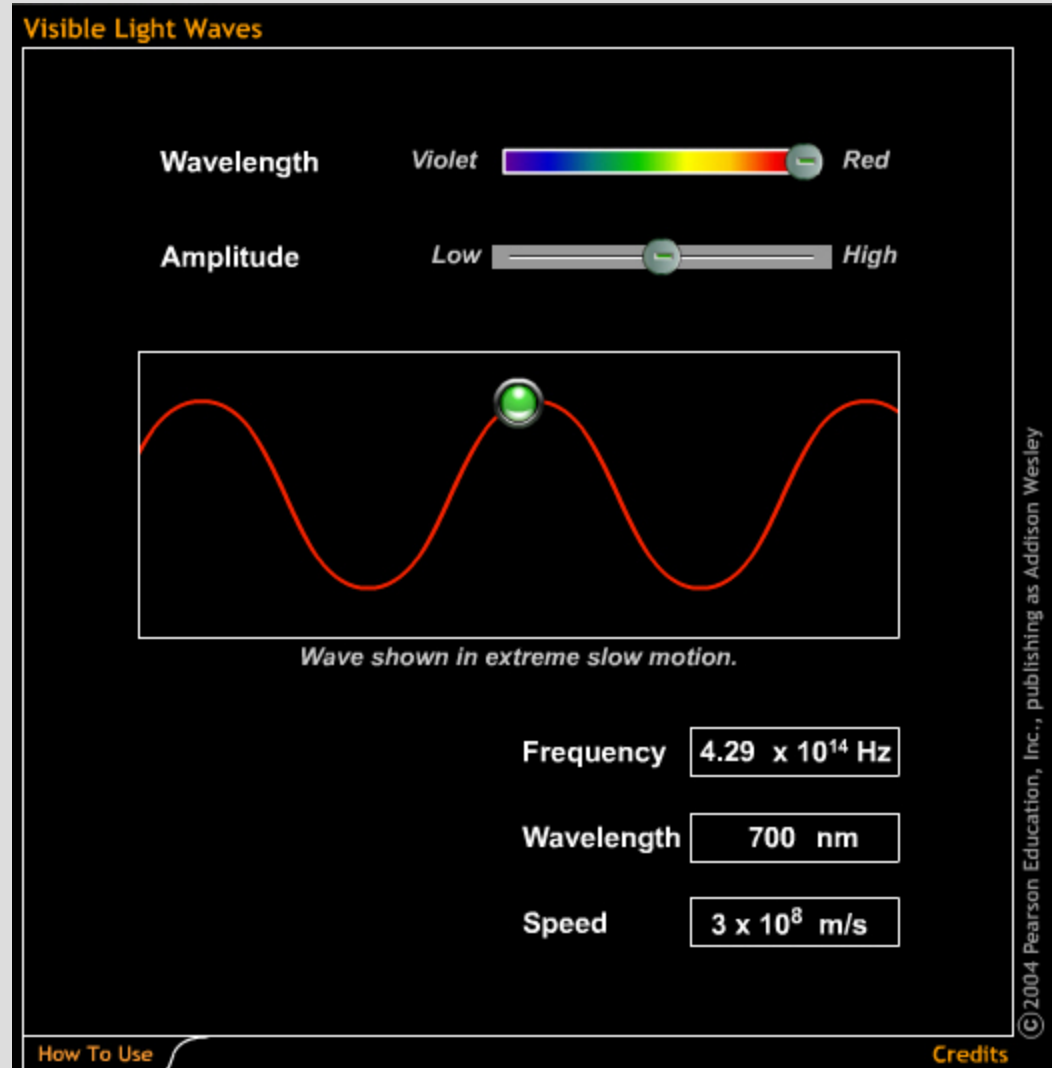 Visible Light Waves
Wavelength Violet Red
Amplitude Low High
Wave shown in extreme slow motion.
Frequency 4.29 x 10¹⁴ Hz
Wavelength 700 nm
Speed 3 x 10⁸ m/s
©2004 Pearson Education, Inc., publishing as Addison Wesley
How To Use Credits